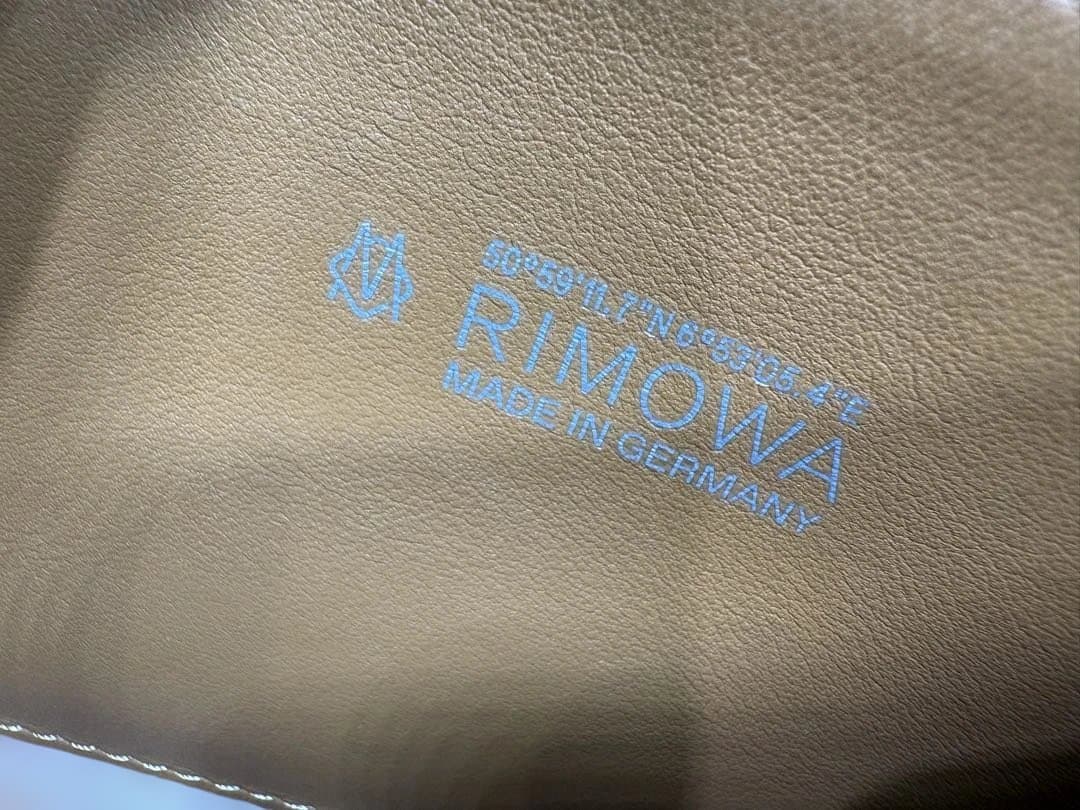 50°59'11.7"N 6°53'05.4"E
RIMOWA
MADE IN GERMANY